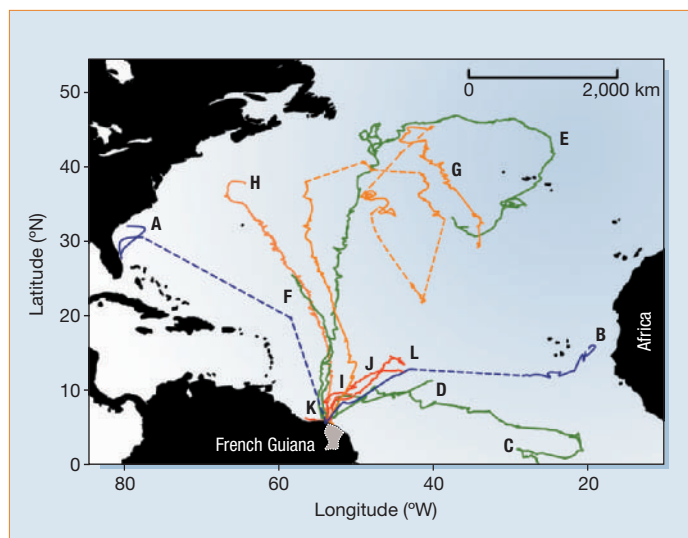 0 2,000 km
50
40
30
20
10
0
Latitude (ºN)
A
H
F
E
G
B
L
J
I
D
K
C
Africa
French Guiana
80 60 40 20
Longitude (ºW)